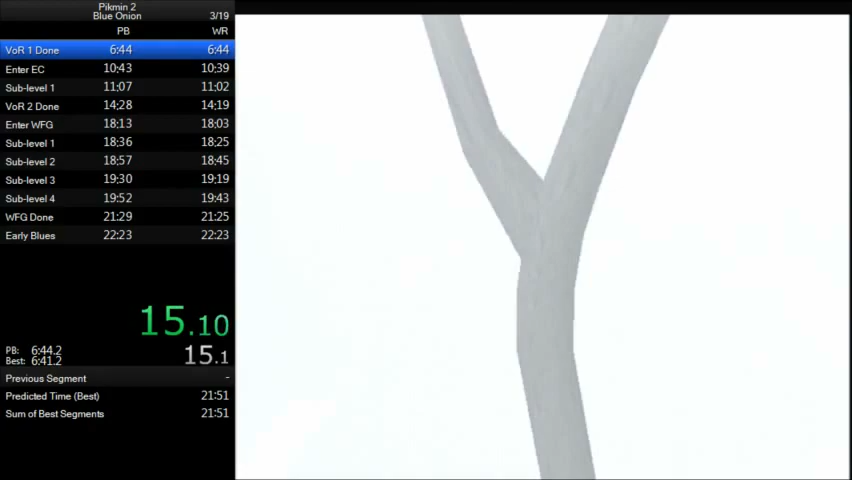 Pikmin 2
Blue Onion 3/19
PB WR
VoR 1 Done 6:44 6:44
Enter EC 10:43 10:39
Sub-level 1 11:07 11:02
VoR 2 Done 14:28 14:19
Enter WFG 18:13 18:03
Sub-level 1 18:36 18:25
Sub-level 2 18:57 18:45
Sub-level 3 19:30 19:19
Sub-level 4 19:52 19:43
WFG Done 21:29 21:25
Early Blues 22:23 22:23
15.10
PB: 6:44.2 15.1
Best: 6:41.2
Previous Segment -
Predicted Time (Best) 21:51
Sum of Best Segments 21:51